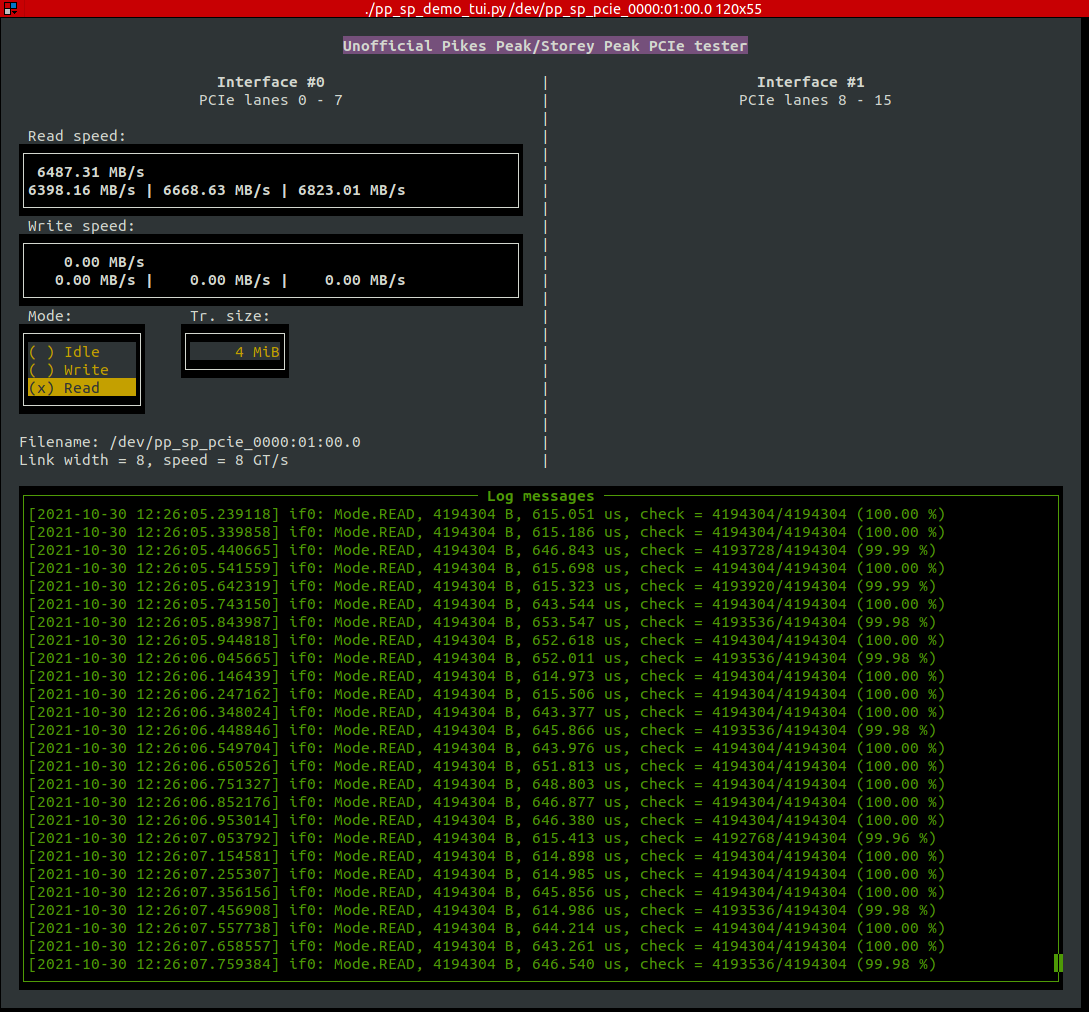 ./pp_sp_demo_tui.py /dev/pp_sp_pcie_0000:01:00.0 120x55
Unofficial Pikes Peak/Storey Peak PCIe tester
Interface #0
PCIe lanes 0 - 7
Interface #1
PCIe lanes 8 - 15
Read speed:
6487.31 MB/s
6398.16 MB/s | 6668.63 MB/s | 6823.01 MB/s
Write speed:
0.00 MB/s
0.00 MB/s | 0.00 MB/s | 0.00 MB/s
Mode:
( ) Idle
( ) Write
(x) Read
Tr. size:
4 MiB
Filename: /dev/pp_sp_pcie_0000:01:00.0
Link width = 8, speed = 8 GT/s
Log messages
[2021-10-30 12:26:05.239118] if0: Mode.READ, 4194304 B, 615.051 us, check = 4194304/4194304 (100.00 %)
[2021-10-30 12:26:05.339858] if0: Mode.READ, 4194304 B, 615.186 us, check = 4194304/4194304 (100.00 %)
[2021-10-30 12:26:05.440665] if0: Mode.READ, 4194304 B, 646.843 us, check = 4193728/4194304 (99.99 %)
[2021-10-30 12:26:05.541559] if0: Mode.READ, 4194304 B, 615.698 us, check = 4194304/4194304 (100.00 %)
[2021-10-30 12:26:05.642319] if0: Mode.READ, 4194304 B, 615.323 us, check = 4193920/4194304 (99.99 %)
[2021-10-30 12:26:05.743150] if0: Mode.READ, 4194304 B, 643.544 us, check = 4194304/4194304 (100.00 %)
[2021-10-30 12:26:05.843987] if0: Mode.READ, 4194304 B, 653.547 us, check = 4193536/4194304 (99.98 %)
[2021-10-30 12:26:05.944818] if0: Mode.READ, 4194304 B, 652.618 us, check = 4194304/4194304 (100.00 %)
[2021-10-30 12:26:06.045665] if0: Mode.READ, 4194304 B, 652.011 us, check = 4193536/4194304 (99.98 %)
[2021-10-30 12:26:06.146439] if0: Mode.READ, 4194304 B, 614.973 us, check = 4194304/4194304 (100.00 %)
[2021-10-30 12:26:06.247162] if0: Mode.READ, 4194304 B, 615.506 us, check = 4194304/4194304 (100.00 %)
[2021-10-30 12:26:06.348024] if0: Mode.READ, 4194304 B, 643.377 us, check = 4194304/4194304 (100.00 %)
[2021-10-30 12:26:06.448846] if0: Mode.READ, 4194304 B, 645.866 us, check = 4193536/4194304 (99.98 %)
[2021-10-30 12:26:06.549704] if0: Mode.READ, 4194304 B, 643.976 us, check = 4194304/4194304 (100.00 %)
[2021-10-30 12:26:06.650526] if0: Mode.READ, 4194304 B, 651.813 us, check = 4194304/4194304 (100.00 %)
[2021-10-30 12:26:06.751327] if0: Mode.READ, 4194304 B, 648.803 us, check = 4194304/4194304 (100.00 %)
[2021-10-30 12:26:06.852176] if0: Mode.READ, 4194304 B, 646.877 us, check = 4194304/4194304 (100.00 %)
[2021-10-30 12:26:06.953014] if0: Mode.READ, 4194304 B, 646.380 us, check = 4194304/4194304 (100.00 %)
[2021-10-30 12:26:07.053792] if0: Mode.READ, 4194304 B, 615.413 us, check = 4192768/4194304 (99.96 %)
[2021-10-30 12:26:07.154581] if0: Mode.READ, 4194304 B, 614.898 us, check = 4194304/4194304 (100.00 %)
[2021-10-30 12:26:07.255307] if0: Mode.READ, 4194304 B, 614.985 us, check = 4194304/4194304 (100.00 %)
[2021-10-30 12:26:07.356156] if0: Mode.READ, 4194304 B, 645.856 us, check = 4194304/4194304 (100.00 %)
[2021-10-30 12:26:07.456908] if0: Mode.READ, 4194304 B, 614.986 us, check = 4193536/4194304 (99.98 %)
[2021-10-30 12:26:07.557738] if0: Mode.READ, 4194304 B, 644.214 us, check = 4194304/4194304 (100.00 %)
[2021-10-30 12:26:07.658557] if0: Mode.READ, 4194304 B, 643.261 us, check = 4194304/4194304 (100.00 %)
[2021-10-30 12:26:07.759384] if0: Mode.READ, 4194304 B, 646.540 us, check = 4193536/4194304 (99.98 %)